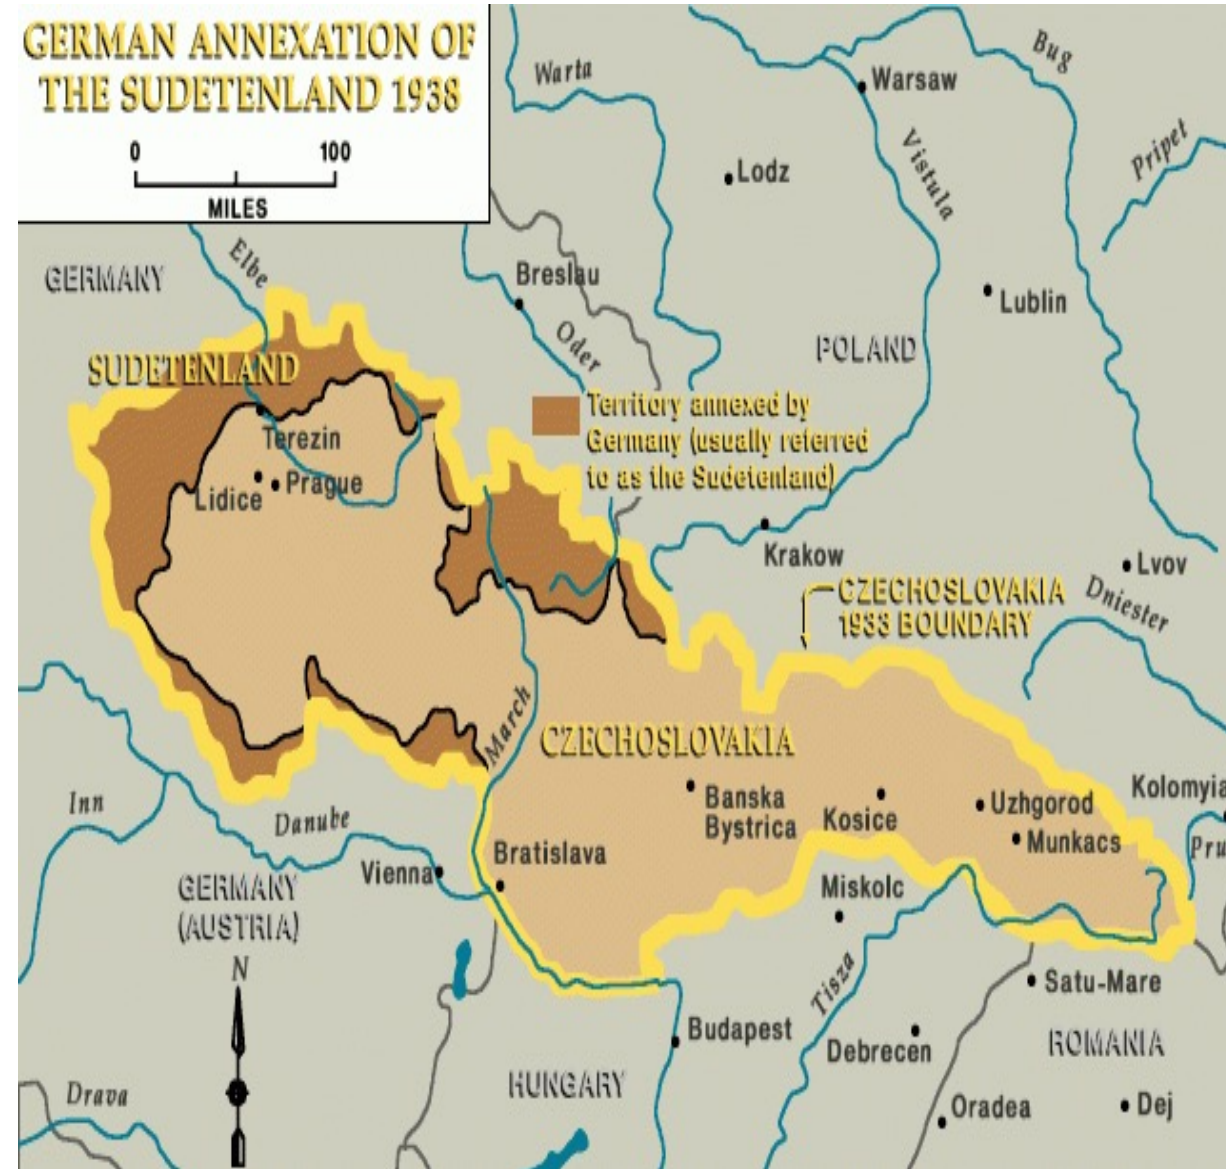 GERMAN ANNEXATION OF
THE SUDETENLAND 1938
0 100
MILES
Warta
Warsaw
Bug
Pripet
Lodz
Vistula
Elbe
GERMANY
Breslau
Lublin
Oder
POLAND
SUDETENLAND
Territory annexed by
Germany (usually referred
to as the Sudetenland)
Terezin
Lidice
Prague
Krakow
Lvov
CZECHOSLOVAKIA
1933 BOUNDARY
Dniester
March
CZECHOSLOVAKIA
Inn
Danube
Banska
Bystrica
Kosice
Uzhgorod
Kolomyia
Munkacs
Pru
Vienna
Bratislava
GERMANY
(AUSTRIA)
Miskolc
N
Tisza
Satu-Mare
Budapest
Debrecen
ROMANIA
HUNGARY
Drava
Oradea
Dej